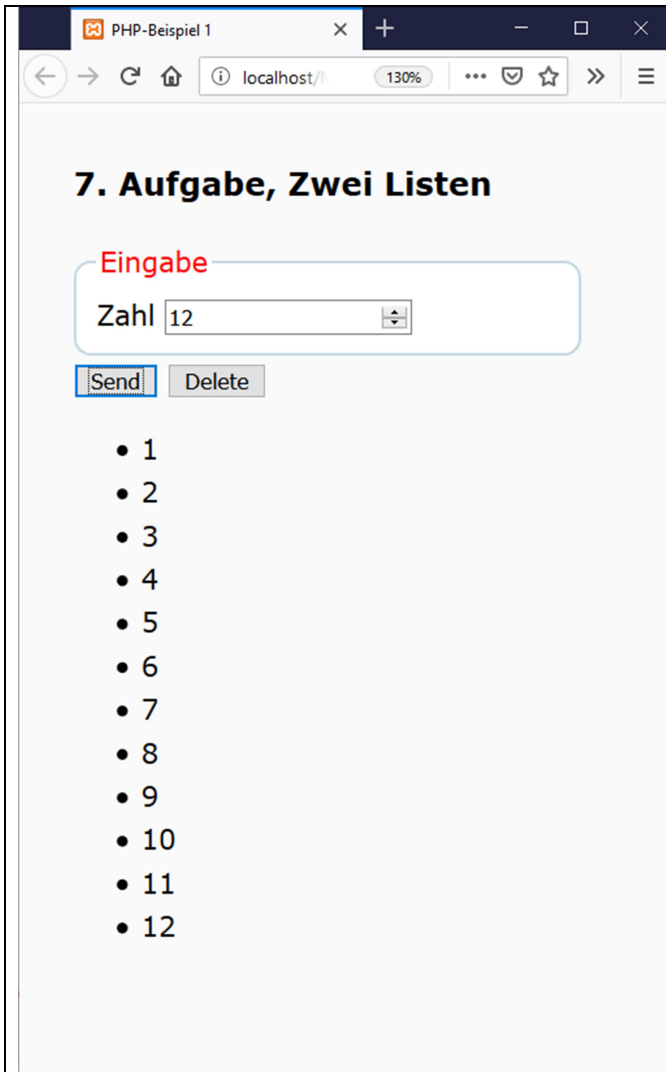 PHP-Beispiel 1
localhost/
130%
7. Aufgabe, Zwei Listen
Eingabe
Zahl 12
Send Delete
• 1
• 2
• 3
• 4
• 5
• 6
• 7
• 8
• 9
• 10
• 11
• 12